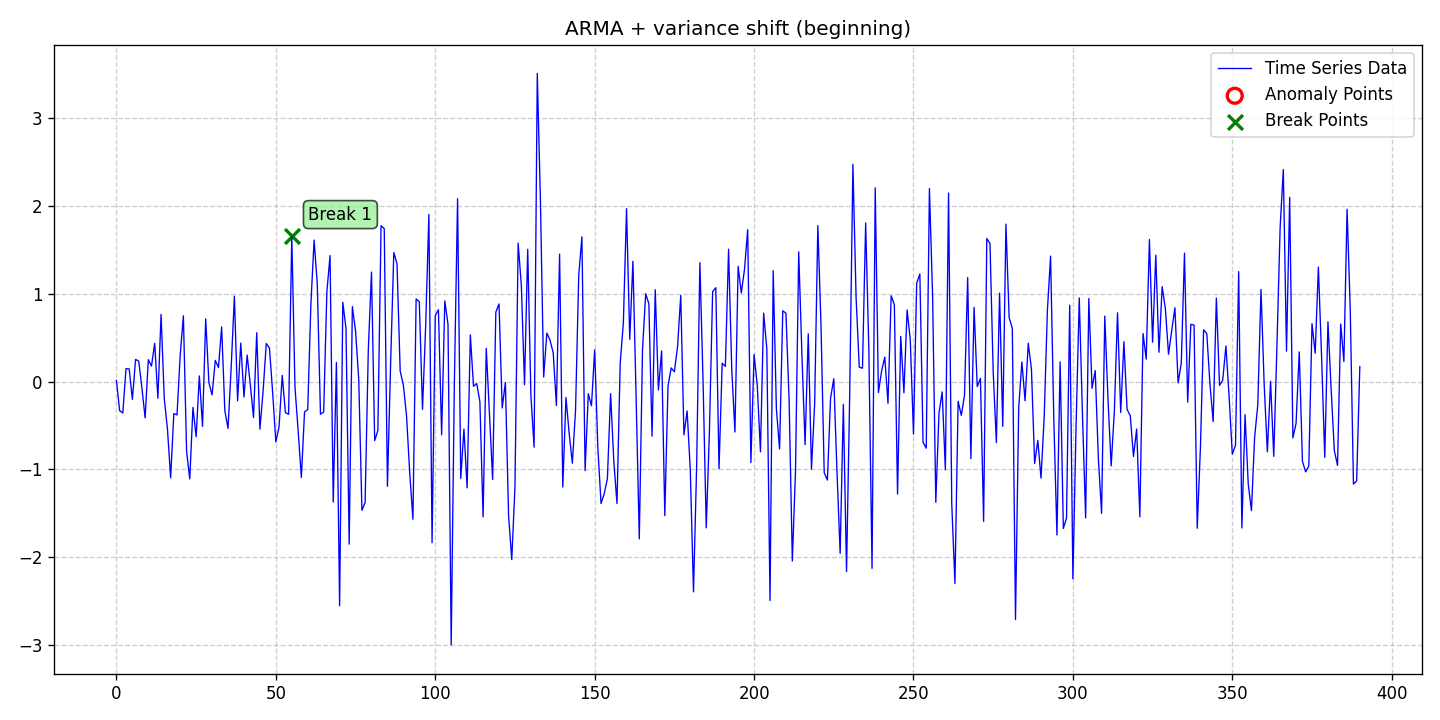 ARMA + variance shift (beginning)
Time Series Data
Anomaly Points
Break Points
Break 1
3
2
1
0
−1
−2
−3
0 50 100 150 200 250 300 350 400